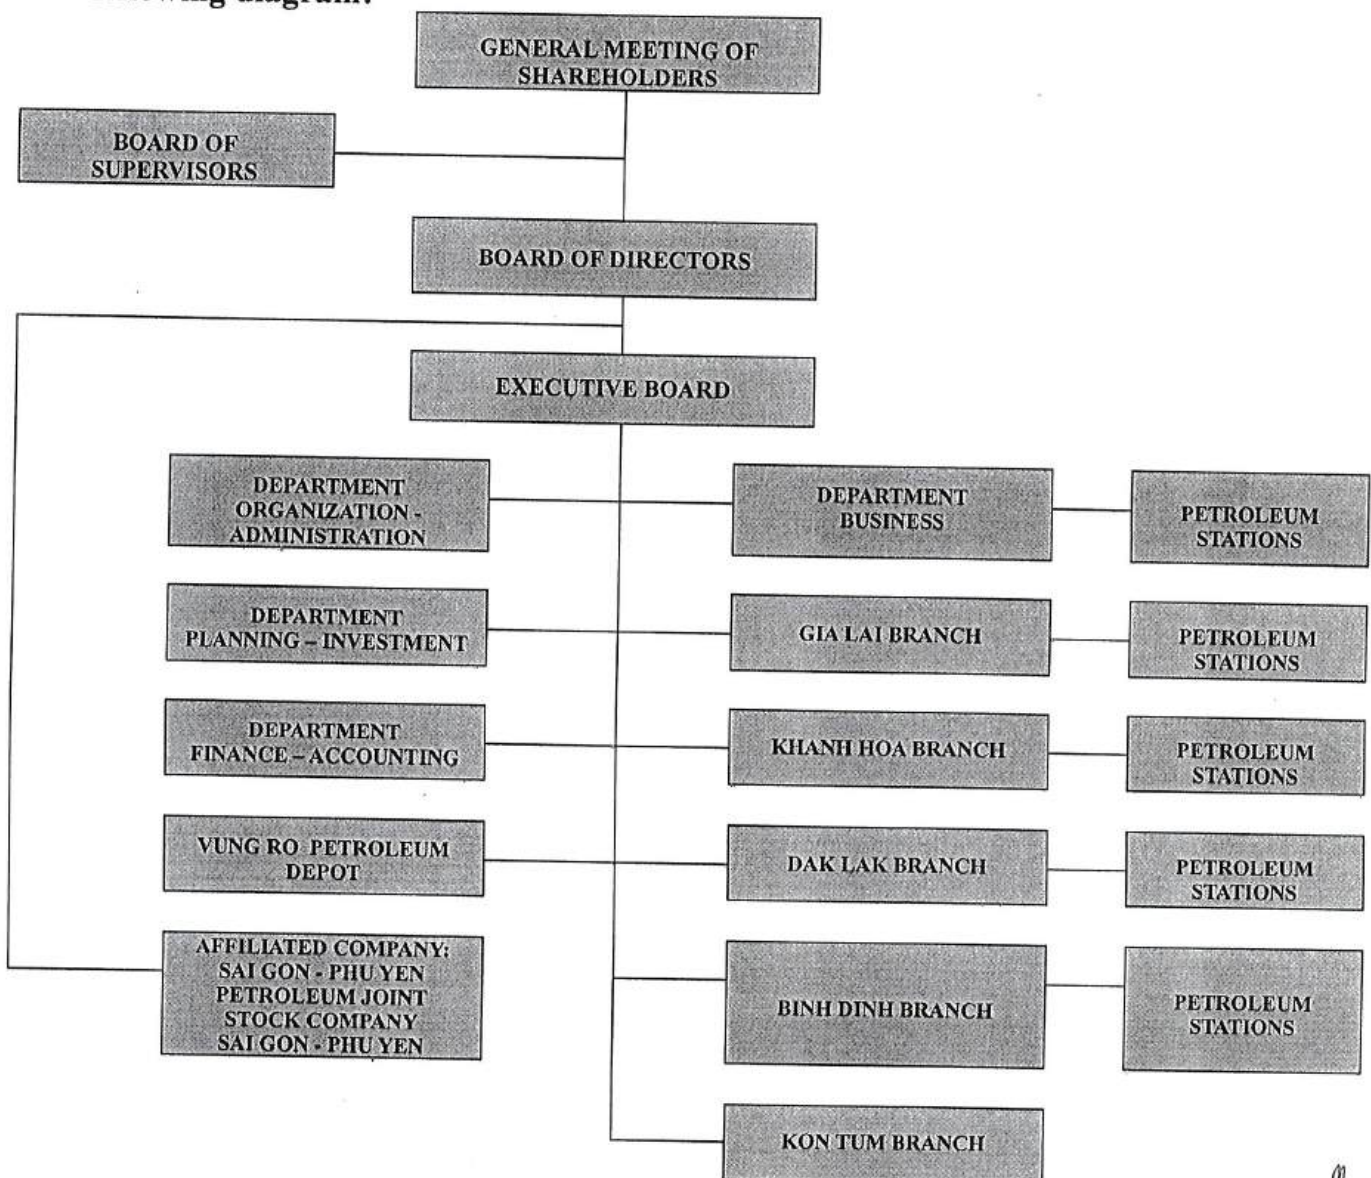 GENERAL MEETING OF
SHAREHOLDERS
BOARD OF
SUPERVISORS
BOARD OF DIRECTORS
EXECUTIVE BOARD
DEPARTMENT
ORGANIZATION -
ADMINISTRATION
DEPARTMENT
BUSINESS
PETROLEUM
STATIONS
DEPARTMENT
PLANNING – INVESTMENT
GIA LAI BRANCH
PETROLEUM
STATIONS
DEPARTMENT
FINANCE – ACCOUNTING
KHANH HOA BRANCH
PETROLEUM
STATIONS
VUNG RO PETROLEUM
DEPOT
DAK LAK BRANCH
PETROLEUM
STATIONS
AFFILIATED COMPANY:
SAI GON - PHU YEN
PETROLEUM JOINT
STOCK COMPANY
SAI GON - PHU YEN
BINH DINH BRANCH
PETROLEUM
STATIONS
KON TUM BRANCH